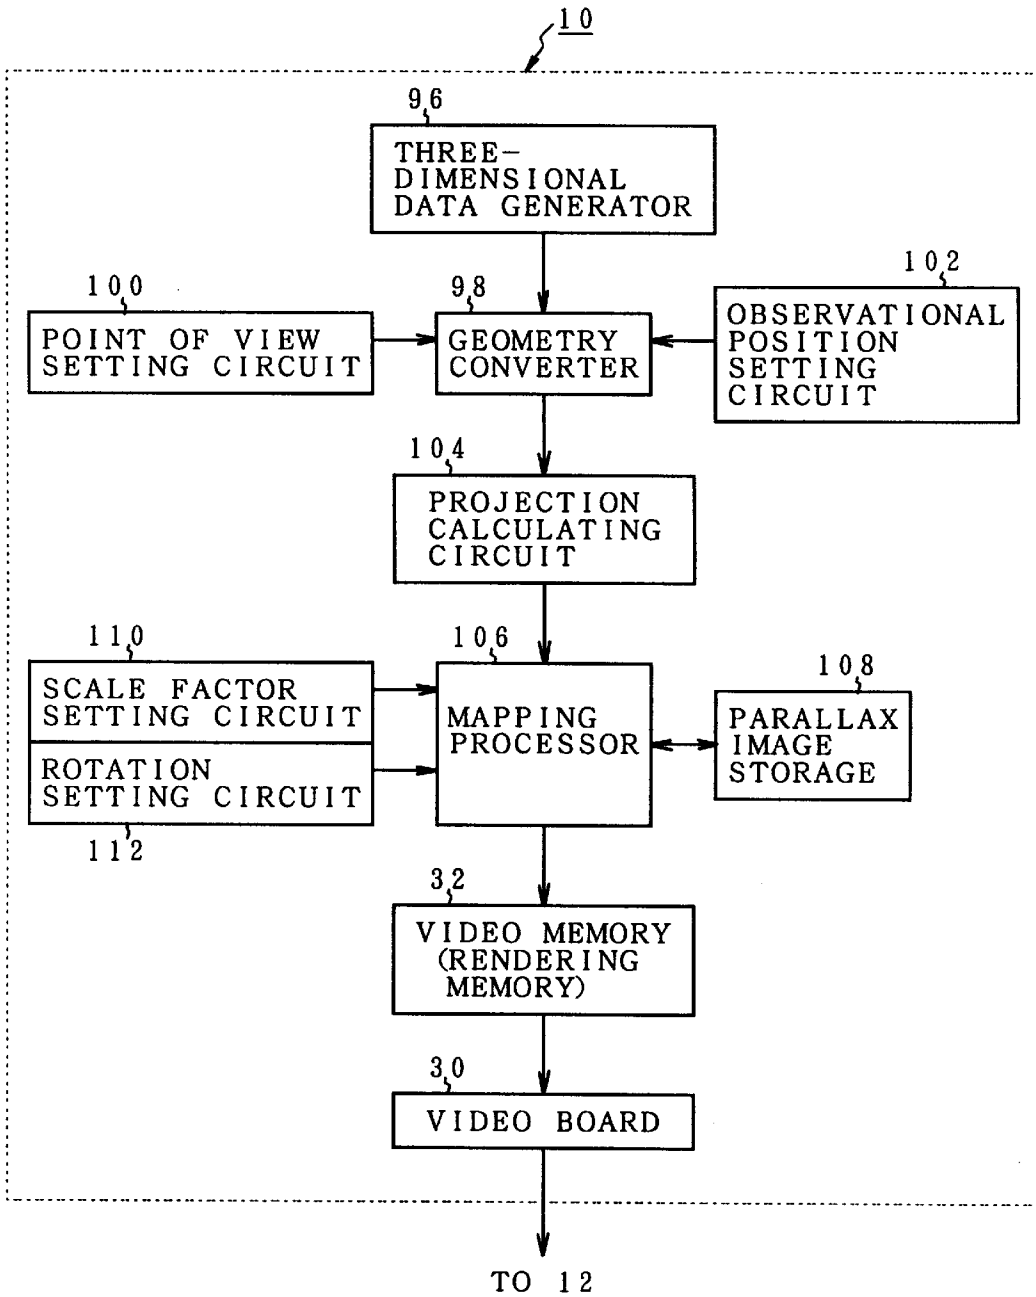 10
96
THREE-
DIMENSIONAL
DATA GENERATOR
100
POINT OF VIEW
SETTING CIRCUIT
98
GEOMETRY
CONVERTER
102
OBSERVATIONAL
POSITION
SETTING
CIRCUIT
104
PROJECTION
CALCULATING
CIRCUIT
110
SCALE FACTOR
SETTING CIRCUIT
ROTATION
SETTING CIRCUIT
112
106
MAPPING
PROCESSOR
108
PARALLAX
IMAGE
STORAGE
32
VIDEO MEMORY
(RENDERING
MEMORY)
30
VIDEO BOARD
TO 12